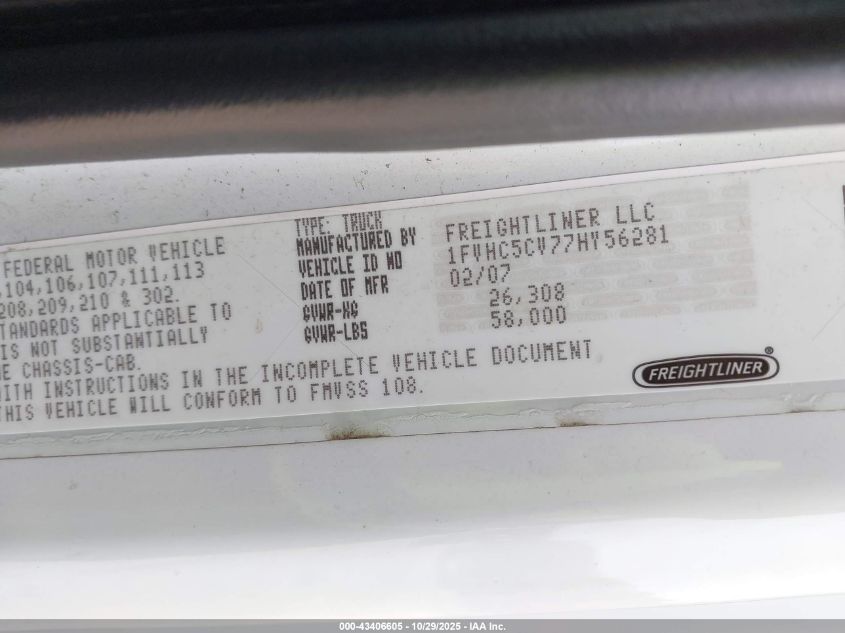 FEDERAL MOTOR VEHICLE
104,106,107,111,113
208,209,210 & 302.
STANDARDS APPLICABLE TO
IS NOT SUBSTANTIALLY
CHASSIS-CAB.
WITH INSTRUCTIONS IN THE INCOMPLETE VEHICLE DOCUMENT
THIS VEHICLE WILL CONFORM TO FMVSS 108.
TYPE: TRUCK
MANUFACTURED BY FREIGHTLINER LLC
VEHICLE ID NO 1FVHC5CV77HY56281
DATE OF MFR 02/07
GVWR-KG 26,308
GVWR-LBS 58,000
FREIGHTLINER®
000-43406605 - 10/29/2025 - IAA Inc.